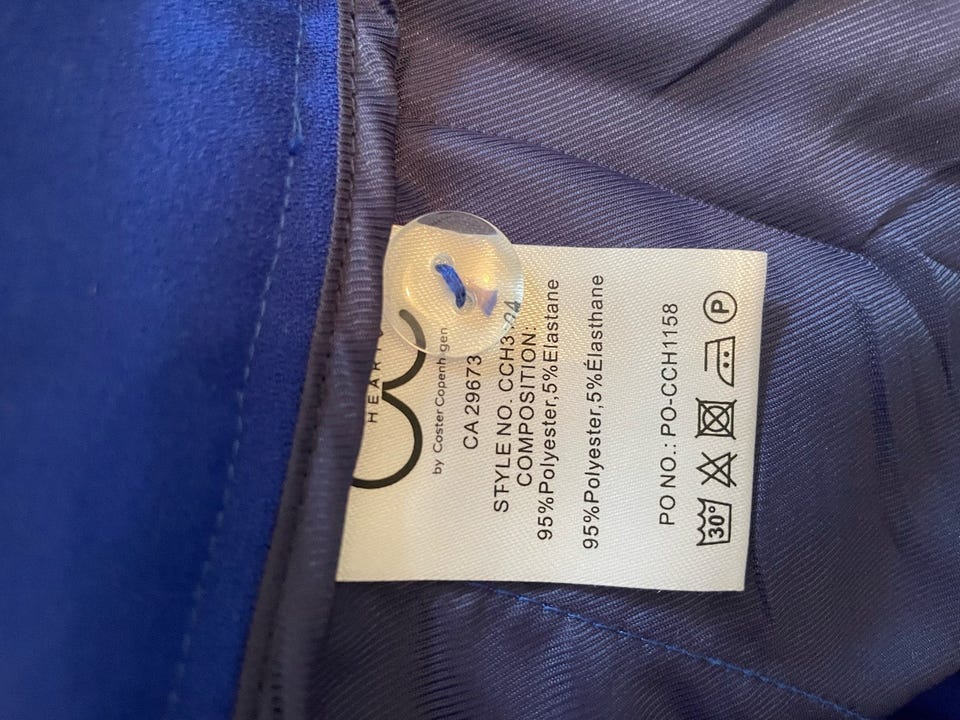 HEART
by Coster Copenhagen
CA 29673
STYLE NO. CCH3
COMPOSITION:
95%Polyester,5%Elastane
95%Polyester,5%Élasthane
PO NO.: PO-CCH1158
30° P